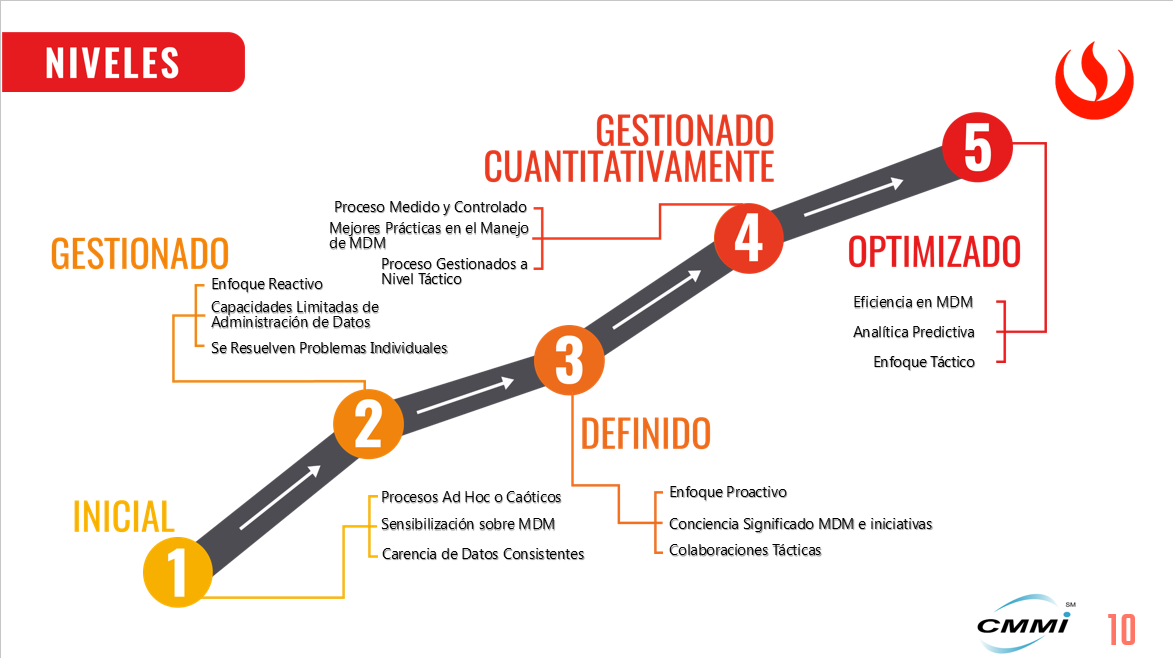 NIVELES
GESTIONADO
CUANTITATIVAMENTE
5
Proceso Medido y Controlado
Mejores Prácticas en el Manejo
de MDM
Proceso Gestionados a
Nivel Táctico
4
GESTIONADO
Enfoque Reactivo
Capacidades Limitadas de
Administración de Datos
Se Resuelven Problemas Individuales
OPTIMIZADO
Eficiencia en MDM
Analítica Predictiva
Enfoque Táctico
3
2
DEFINIDO
Enfoque Proactivo
Conciencia Significado MDM e iniciativas
Colaboraciones Tácticas
INICIAL
1
Procesos Ad Hoc o Caóticos
Sensibilización sobre MDM
Carencia de Datos Consistentes
CMMi SM
10